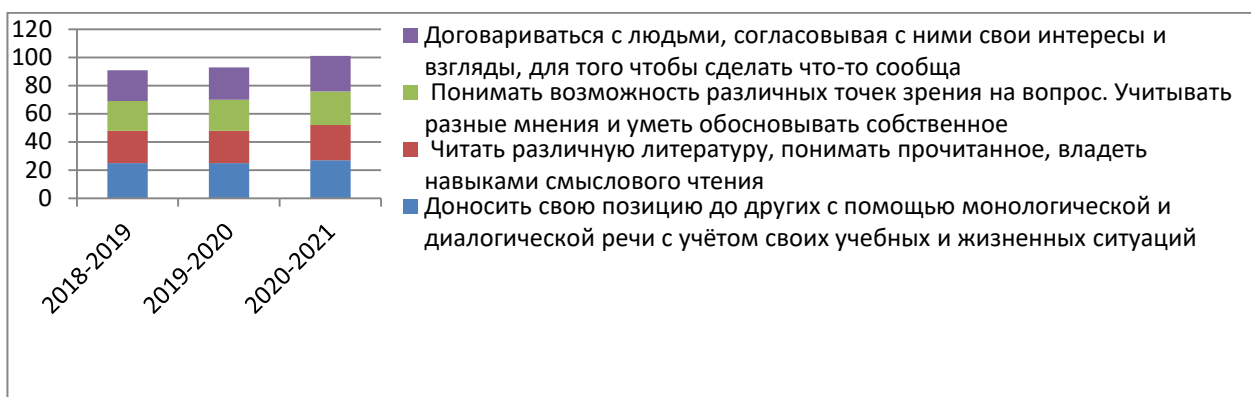 120
100
80
60
40
20
0
2018-2019
2019-2020
2020-2021
Договариваться с людьми, согласовывая с ними свои интересы и
взгляды, для того чтобы сделать что-то сообща
Понимать возможность различных точек зрения на вопрос. Учитывать
разные мнения и уметь обосновывать собственное
Читать различную литературу, понимать прочитанное, владеть
навыками смыслового чтения
Доносить свою позицию до других с помощью монологической и
диалогической речи с учётом своих учебных и жизненных ситуаций